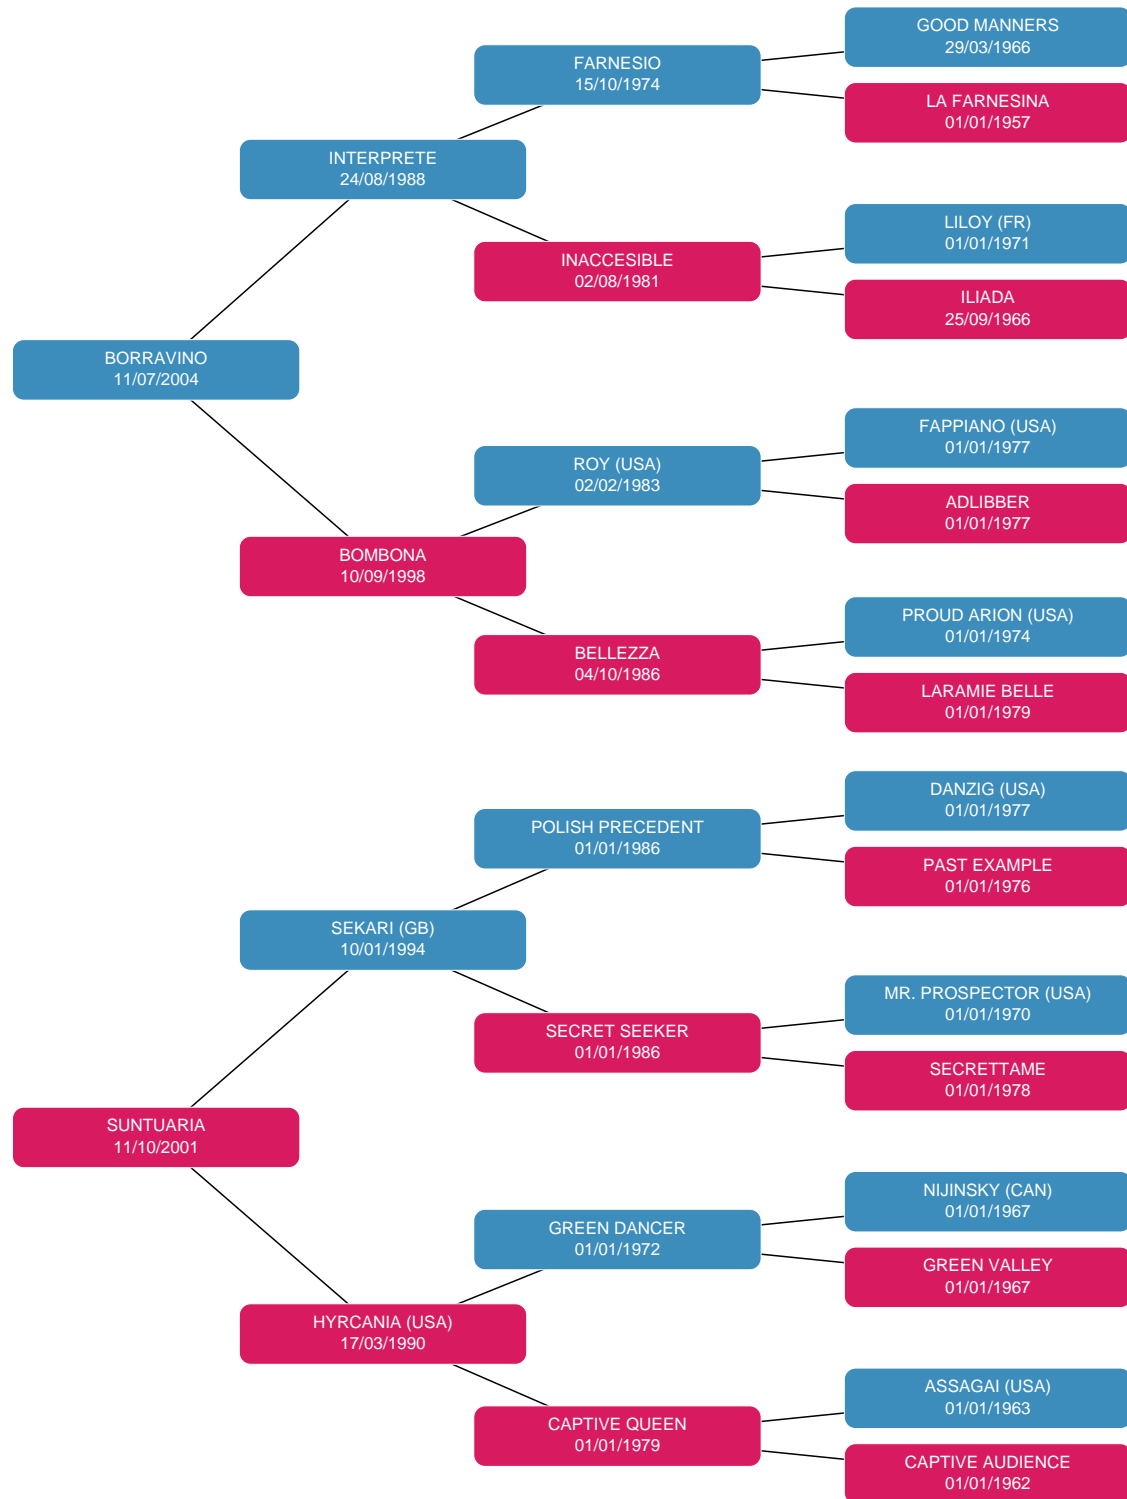 GOOD MANNERS
29/03/1966
FARNESIO
15/10/1974
LA FARNESINA
01/01/1957
INTERPRETE
24/08/1988
LILOY (FR)
01/01/1971
INACCESIBLE
02/08/1981
ILIADA
25/09/1966
BORRAVINO
11/07/2004
FAPPIANO (USA)
01/01/1977
ROY (USA)
02/02/1983
ADLIBBER
01/01/1977
BOMBONA
10/09/1998
PROUD ARION (USA)
01/01/1974
BELLEZZA
04/10/1986
LARAMIE BELLE
01/01/1979
DANZIG (USA)
01/01/1977
POLISH PRECEDENT
01/01/1986
PAST EXAMPLE
01/01/1976
SEKARI (GB)
10/01/1994
MR. PROSPECTOR (USA)
01/01/1970
SECRET SEEKER
01/01/1986
SECRETTAME
01/01/1978
SUNTUARIA
11/10/2001
NIJINSKY (CAN)
01/01/1967
GREEN DANCER
01/01/1972
GREEN VALLEY
01/01/1967
HYRCANIA (USA)
17/03/1990
ASSAGAI (USA)
01/01/1963
CAPTIVE QUEEN
01/01/1979
CAPTIVE AUDIENCE
01/01/1962